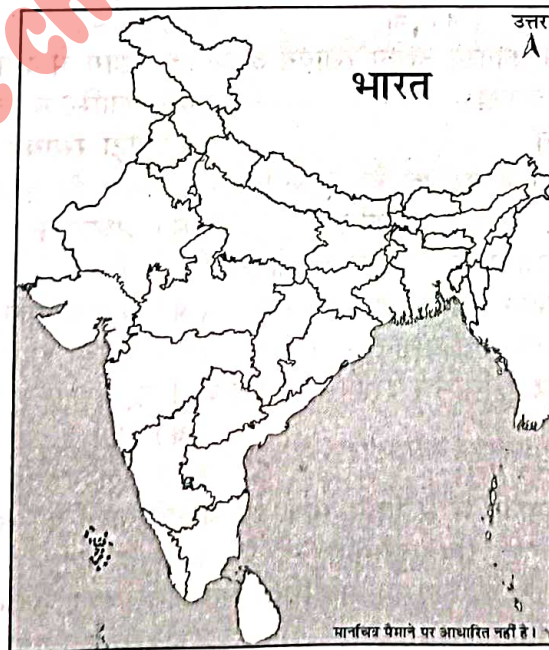 उत्तर
भारत
मानचित्र पैमाने पर आधारित नहीं है।